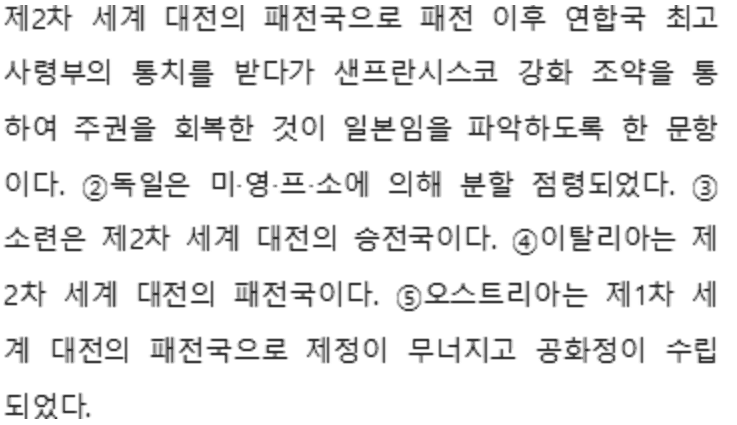 제2차 세계 대전의 패전국으로 패전 이후 연합국 최고
사령부의 통치를 받다가 샌프란시스코 강화 조약을 통
하여 주권을 회복한 것이 일본임을 파악하도록 한 문항
이다. ②독일은 미·영·프·소에 의해 분할 점령되었다. ③
소련은 제2차 세계 대전의 승전국이다. ④이탈리아는 제
2차 세계 대전의 패전국이다. ⑤오스트리아는 제1차 세
계 대전의 패전국으로 제정이 무너지고 공화정이 수립
되었다.